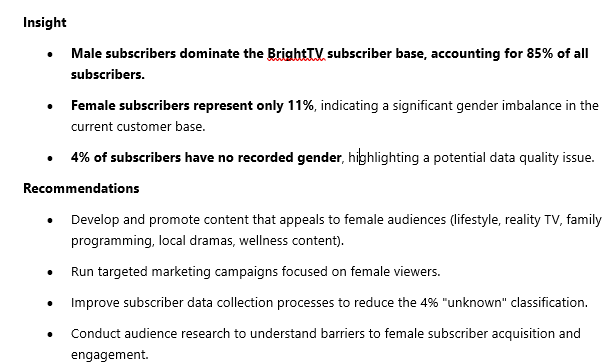 Insight
• Male subscribers dominate the BrightTV subscriber base, accounting for 85% of all
subscribers.
• Female subscribers represent only 11%, indicating a significant gender imbalance in the
current customer base.
• 4% of subscribers have no recorded gender, highlighting a potential data quality issue.
Recommendations
• Develop and promote content that appeals to female audiences (lifestyle, reality TV, family
programming, local dramas, wellness content).
• Run targeted marketing campaigns focused on female viewers.
• Improve subscriber data collection processes to reduce the 4% "unknown" classification.
• Conduct audience research to understand barriers to female subscriber acquisition and
engagement.